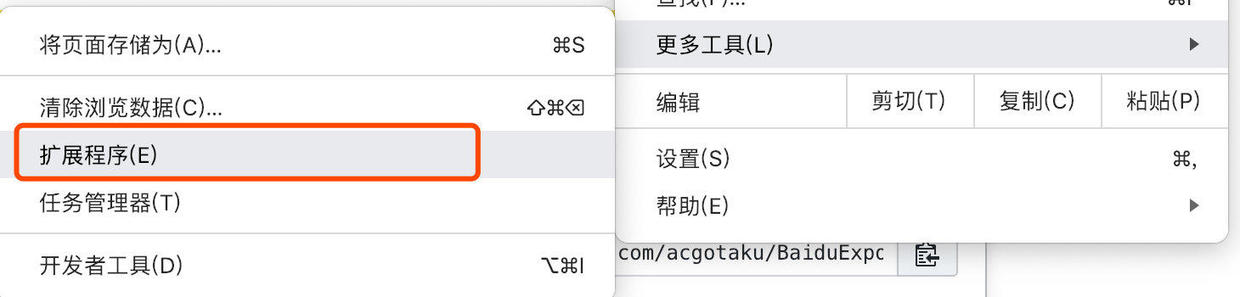 将页面存储为(A)... ⌘S
清除浏览数据(C)... ⇧⌘⌫
扩展程序(E)
任务管理器(T)
开发者工具(D) ⌥⌘I
更多工具(L)
编辑 剪切(T) 复制(C) 粘贴(P)
设置(S) ⌘,
帮助(E)
com/acgotaku/BaiduExpc